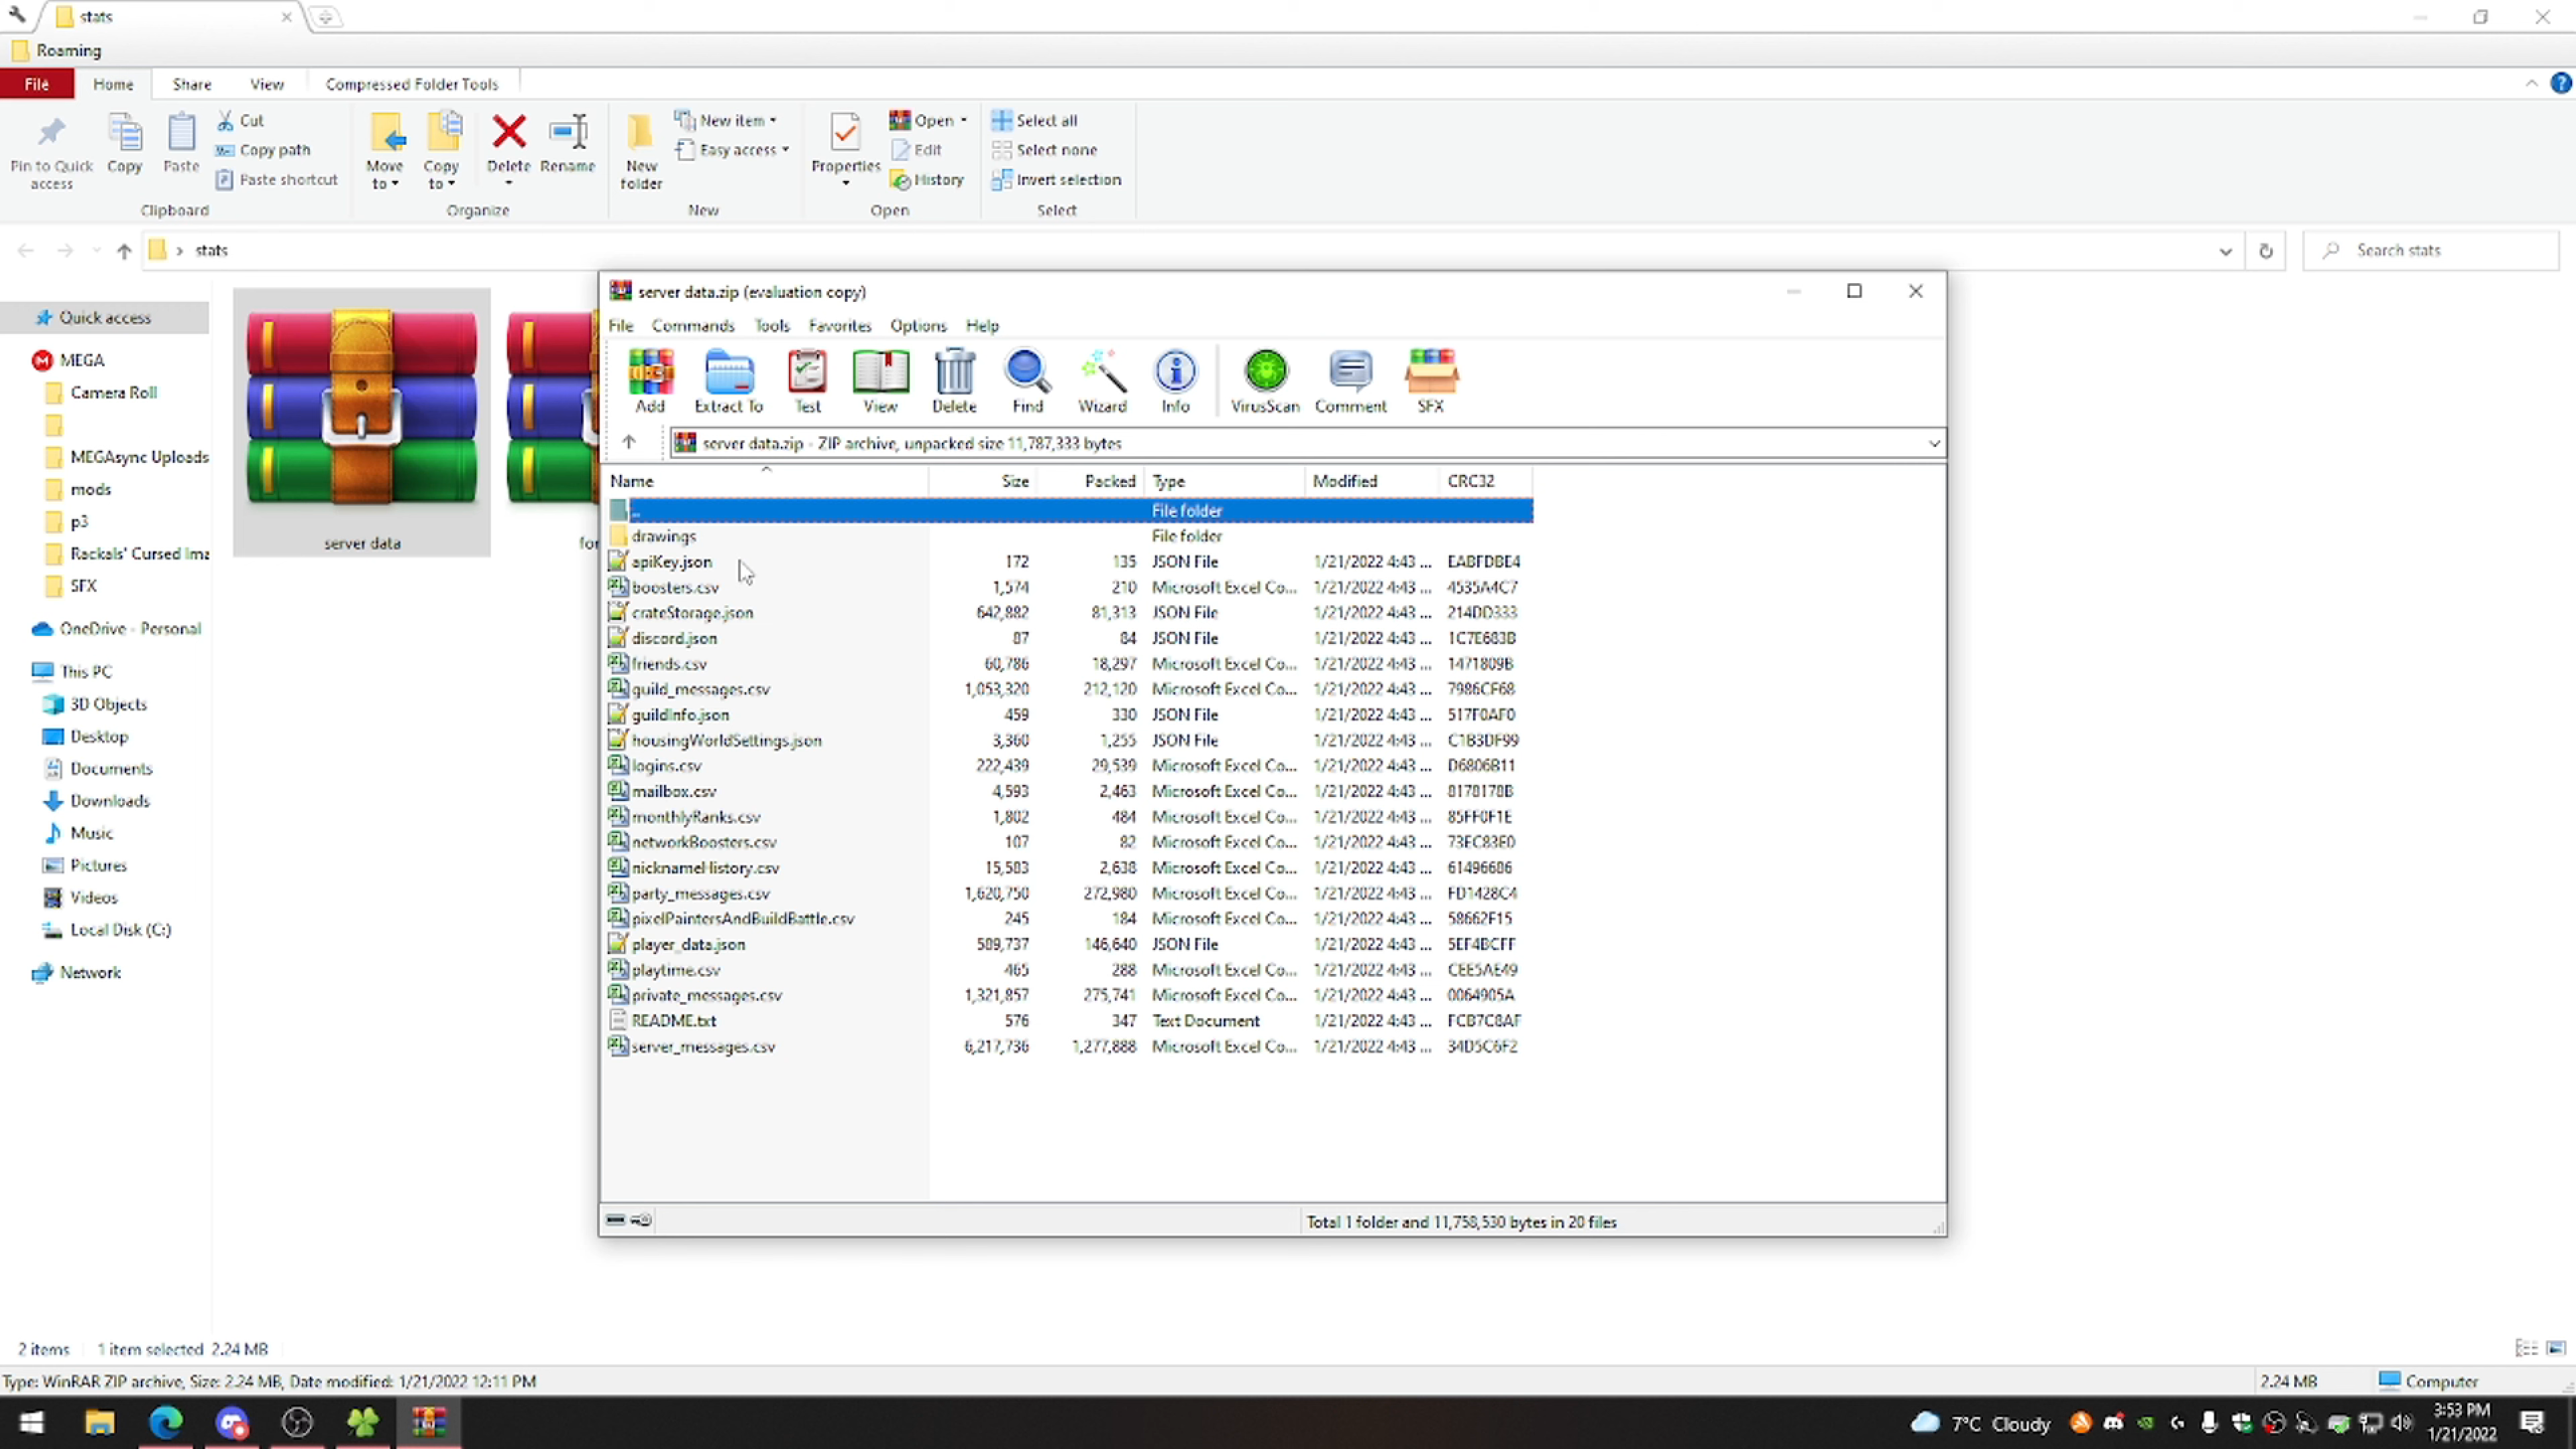 stats
Roaming
File Home Share View Compressed Folder Tools
Pin to Quick access
Copy
Paste
Cut
Copy path
Paste shortcut
Clipboard
Move to
Copy to
Delete
Rename
Organize
New folder
New item
Easy access
New
Properties
Open
Edit
History
Open
Select all
Select none
Invert selection
Select
› stats
Search stats
Quick access
MEGA
Camera Roll
MEGAsync Uploads
mods
p3
Rackals' Cursed Ima
SFX
OneDrive - Personal
This PC
3D Objects
Desktop
Documents
Downloads
Music
Pictures
Videos
Local Disk (C:)
Network
server data
for
server data.zip (evaluation copy)
File Commands Tools Favorites Options Help
Add Extract To Test View Delete Find Wizard Info VirusScan Comment SFX
server data.zip - ZIP archive, unpacked size 11,787,333 bytes
Name Size Packed Type Modified CRC32
.. File folder
drawings File folder
apiKey.json 172 135 JSON File 1/21/2022 4:43 ... EABFDBE4
boosters.csv 1,574 210 Microsoft Excel Co... 1/21/2022 4:43 ... 4535A4C7
crateStorage.json 642,882 81,313 JSON File 1/21/2022 4:43 ... 214DD333
discord.json 87 84 JSON File 1/21/2022 4:43 ... 1C7E683B
friends.csv 60,786 18,297 Microsoft Excel Co... 1/21/2022 4:43 ... 1471809B
guild_messages.csv 1,053,320 212,120 Microsoft Excel Co... 1/21/2022 4:43 ... 7986CF68
guildInfo.json 459 330 JSON File 1/21/2022 4:43 ... 517F0AF0
housingWorldSettings.json 3,360 1,255 JSON File 1/21/2022 4:43 ... C1B3DF99
logins.csv 222,439 29,539 Microsoft Excel Co... 1/21/2022 4:43 ... D6806B11
mailbox.csv 4,593 2,463 Microsoft Excel Co... 1/21/2022 4:43 ... 8178178B
monthlyRanks.csv 1,802 484 Microsoft Excel Co... 1/21/2022 4:43 ... 85FF0F1E
networkBoosters.csv 107 82 Microsoft Excel Co... 1/21/2022 4:43 ... 73EC83E0
nicknameHistory.csv 15,583 2,638 Microsoft Excel Co... 1/21/2022 4:43 ... 61496686
party_messages.csv 1,620,750 272,980 Microsoft Excel Co... 1/21/2022 4:43 ... FD1428C4
pixelPaintersAndBuildBattle.csv 245 184 Microsoft Excel Co... 1/21/2022 4:43 ... 58662F15
player_data.json 589,737 146,640 JSON File 1/21/2022 4:43 ... 5EF4BCFF
playtime.csv 465 288 Microsoft Excel Co... 1/21/2022 4:43 ... CEE5AE49
private_messages.csv 1,321,857 275,741 Microsoft Excel Co... 1/21/2022 4:43 ... 0064905A
README.txt 576 347 Text Document 1/21/2022 4:43 ... FCB7C8AF
server_messages.csv 6,217,736 1,277,888 Microsoft Excel Co... 1/21/2022 4:43 ... 34D5C6F2
Total 1 folder and 11,758,530 bytes in 20 files
2 items 1 item selected 2.24 MB
Type: WinRAR ZIP archive, Size: 2.24 MB, Date modified: 1/21/2022 12:11 PM
2.24 MB Computer
7°C Cloudy
3:53 PM
1/21/2022